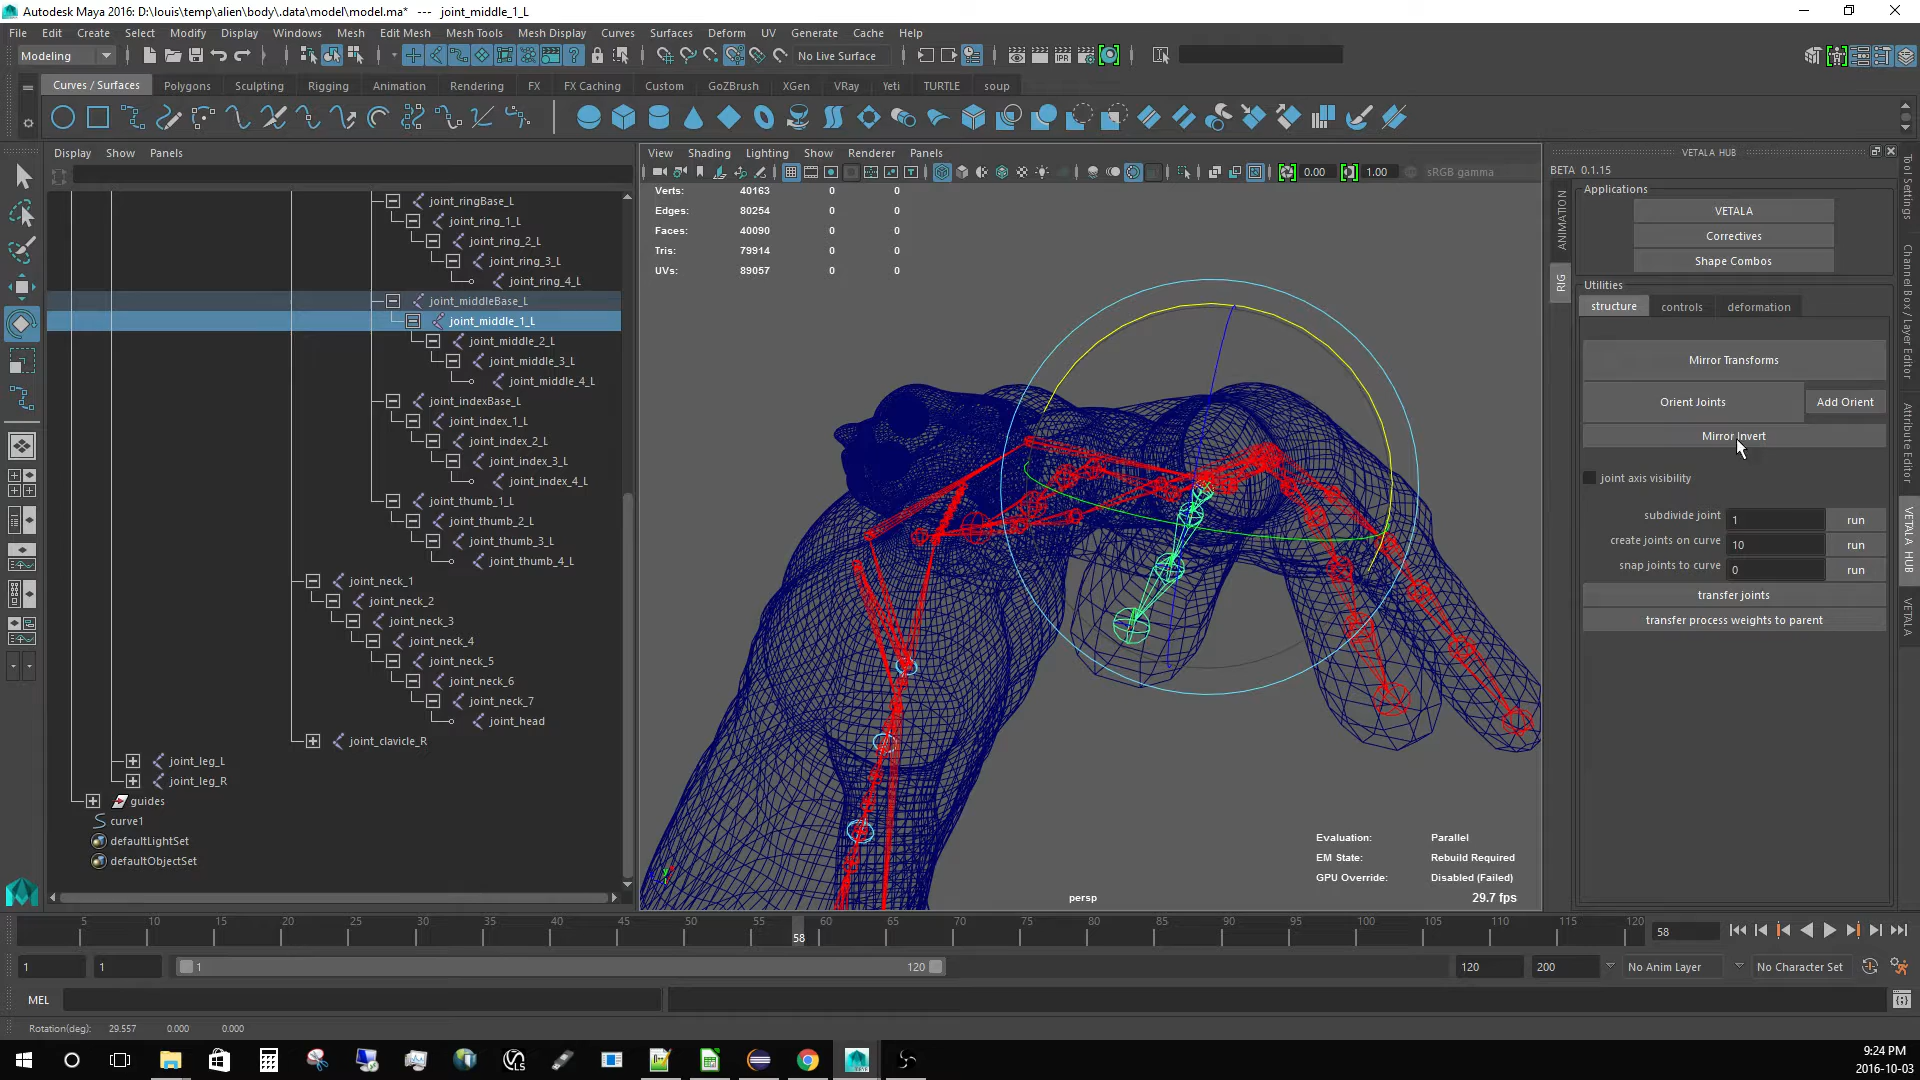 Autodesk Maya 2016: D:\louis\temp\alien\body\.data\model\model.ma* --- joint_middle_1_L
File Edit Create Select Modify Display Windows Mesh Edit Mesh Mesh Tools Mesh Display Curves Surfaces Deform UV Generate Cache Help
Modeling No Live Surface
Curves / Surfaces Polygons Sculpting Rigging Animation Rendering FX FX Caching Custom GoZBrush XGen VRay Yeti TURTLE soup
Display Show Panels
joint_ringBase_L
joint_ring_1_L
joint_ring_2_L
joint_ring_3_L
joint_ring_4_L
joint_middleBase_L
joint_middle_1_L
joint_middle_2_L
joint_middle_3_L
joint_middle_4_L
joint_indexBase_L
joint_index_1_L
joint_index_2_L
joint_index_3_L
joint_index_4_L
joint_thumb_1_L
joint_thumb_2_L
joint_thumb_3_L
joint_thumb_4_L
joint_neck_1
joint_neck_2
joint_neck_3
joint_neck_4
joint_neck_5
joint_neck_6
joint_neck_7
joint_head
joint_clavicle_R
joint_leg_L
joint_leg_R
guides
curve1
defaultLightSet
defaultObjectSet
View Shading Lighting Show Renderer Panels
0.00 1.00 sRGB gamma
Verts: 40163 0 0
Edges: 80254 0 0
Faces: 40090 0 0
Tris: 79914 0 0
UVs: 89057 0 0
Evaluation: Parallel
EM State: Rebuild Required
GPU Override: Disabled (Failed)
persp 29.7 fps
VETALA HUB
BETA 0.1.15
ANIMATION
RIG
Applications
VETALA
Correctives
Shape Combos
Utilities
structure controls deformation
Mirror Transforms
Orient Joints Add Orient
Mirror Invert
joint axis visibility
subdivide joint 1 run
create joints on curve 10 run
snap joints to curve 0 run
transfer joints
transfer process weights to parent
Tool Settings
Channel Box / Layer Editor
Attribute Editor
VETALA HUB
VETALA
5 10 15 20 25 30 35 40 45 50 55 60 65 70 75 80 85 90 95 100 105 110 115 120
58 58
1 1 1 120 120 200 No Anim Layer No Character Set
MEL
Rotation(deg): 29.557 0.000 0.000
9:24 PM
2016-10-03